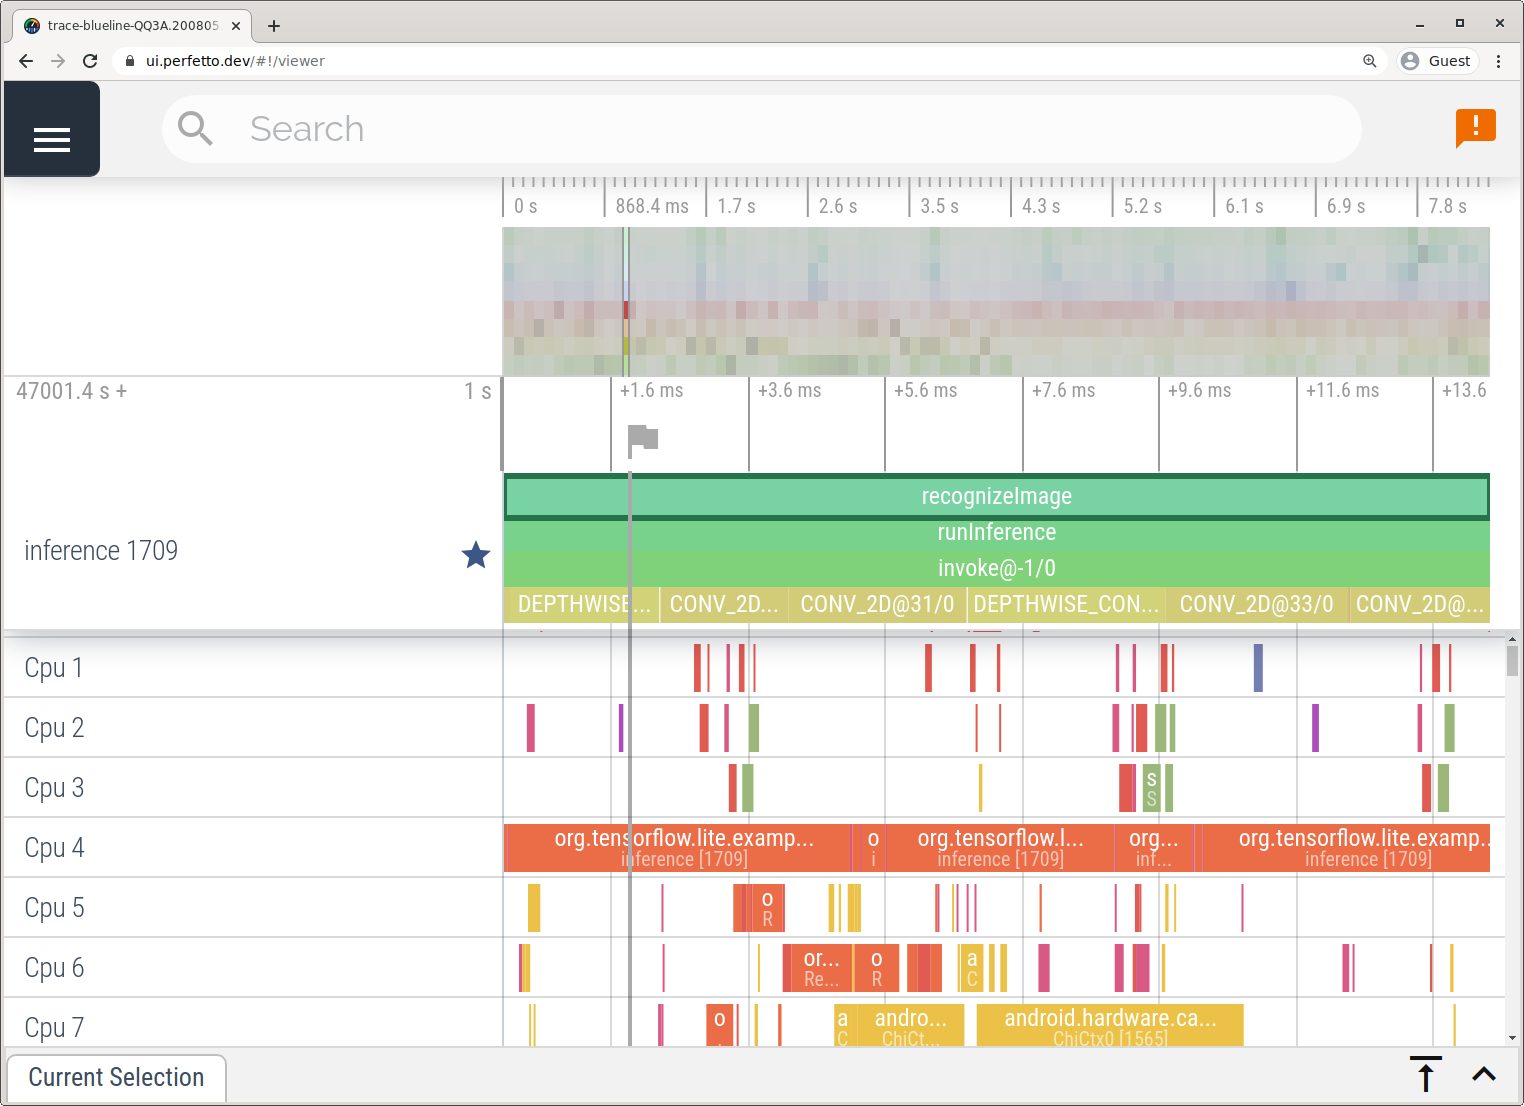 trace-blueline-QQ3A.200805
ui.perfetto.dev/#!/viewer
Guest
Search
0 s 868.4 ms 1.7 s 2.6 s 3.5 s 4.3 s 5.2 s 6.1 s 6.9 s 7.8 s
47001.4 s + 1 s +1.6 ms +3.6 ms +5.6 ms +7.6 ms +9.6 ms +11.6 ms +13.6
recognizeImage
runInference
inference 1709
invoke@-1/0
DEPTHWISE... CONV_2D... CONV_2D@31/0 DEPTHWISE_CON... CONV_2D@33/0 CONV_2D@...
Cpu 1
Cpu 2
Cpu 3
s
S
Cpu 4
org.tensorflow.lite.examp... o org.tensorflow.l... org... org.tensorflow.lite.examp..
inference [1709] i inference [1709] inf... inference [1709]
Cpu 5
o
R
Cpu 6
or... o a
Re... R C
Cpu 7
o a andro... android.hardware.ca...
C ChiCt... ChiCtx0 [1565]
Current Selection